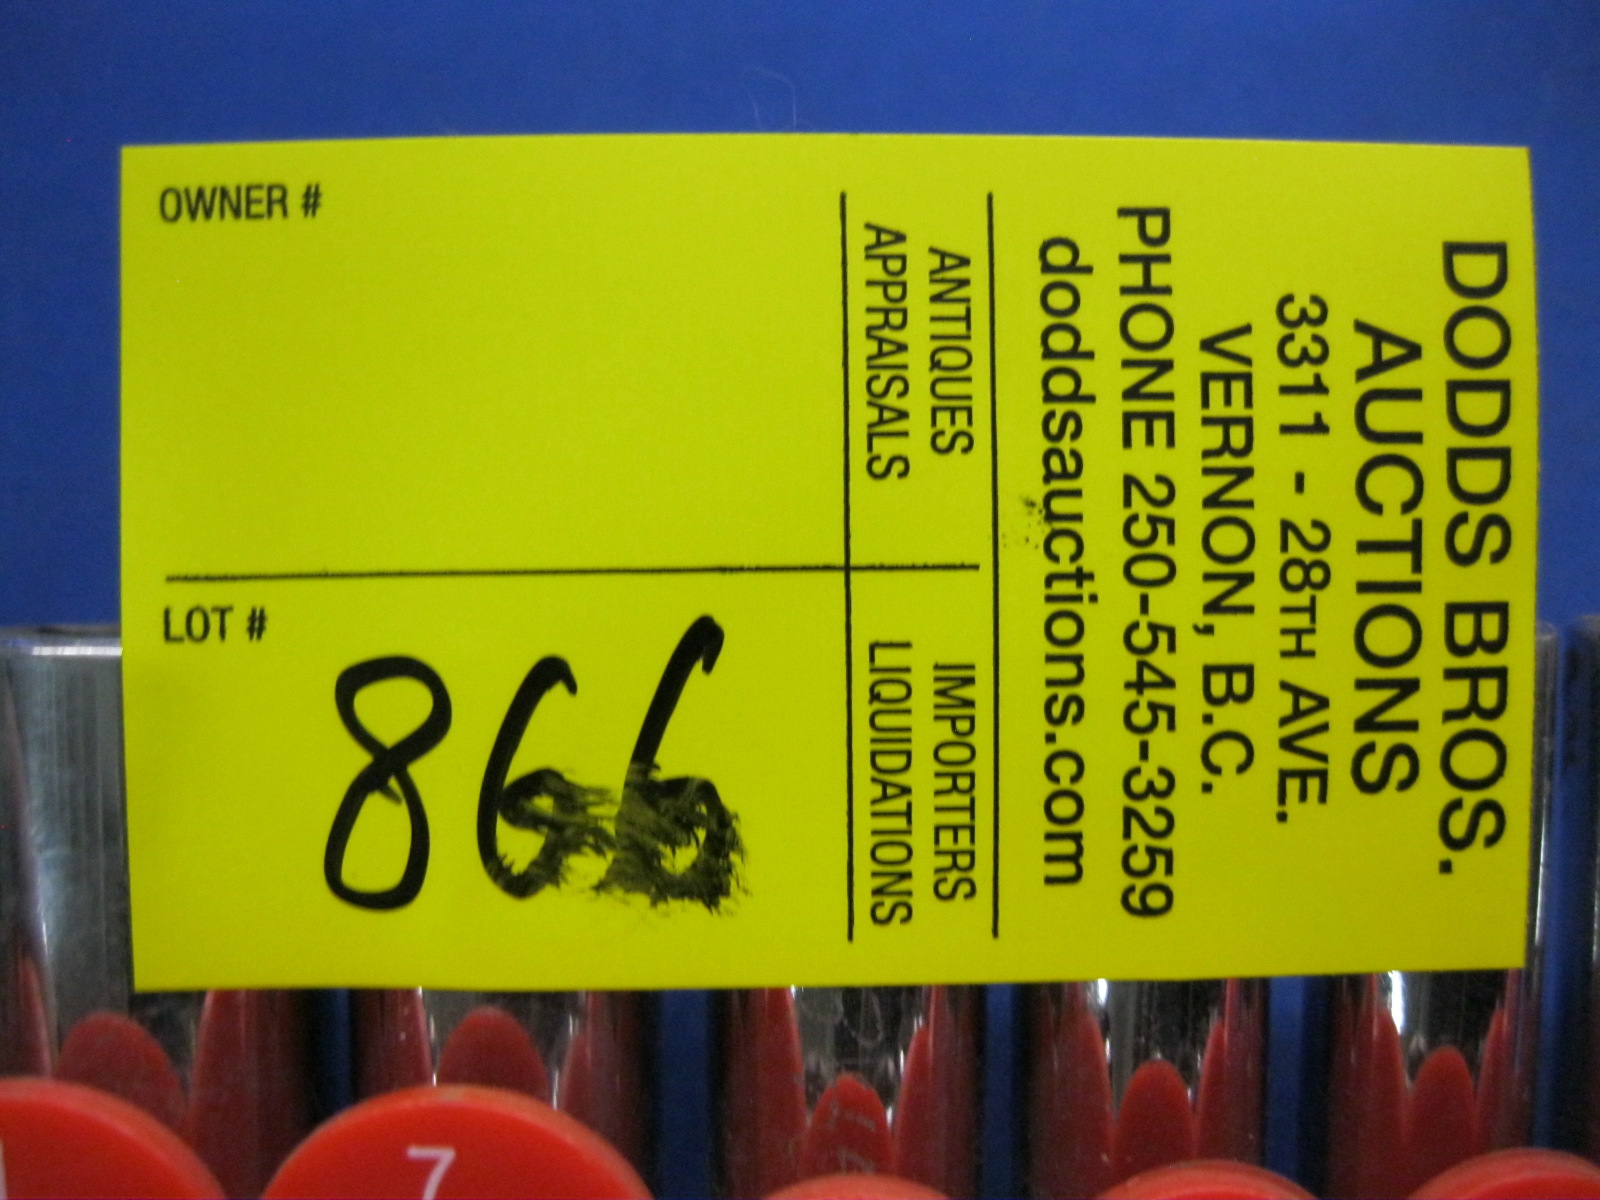 DODDS BROS.
AUCTIONS
3311 - 28TH AVE.
VERNON, B.C.
PHONE 250-545-3259
doddsauctions.com
ANTIQUES
APPRAISALS
IMPORTERS
LIQUIDATIONS
OWNER #
LOT #
866
7